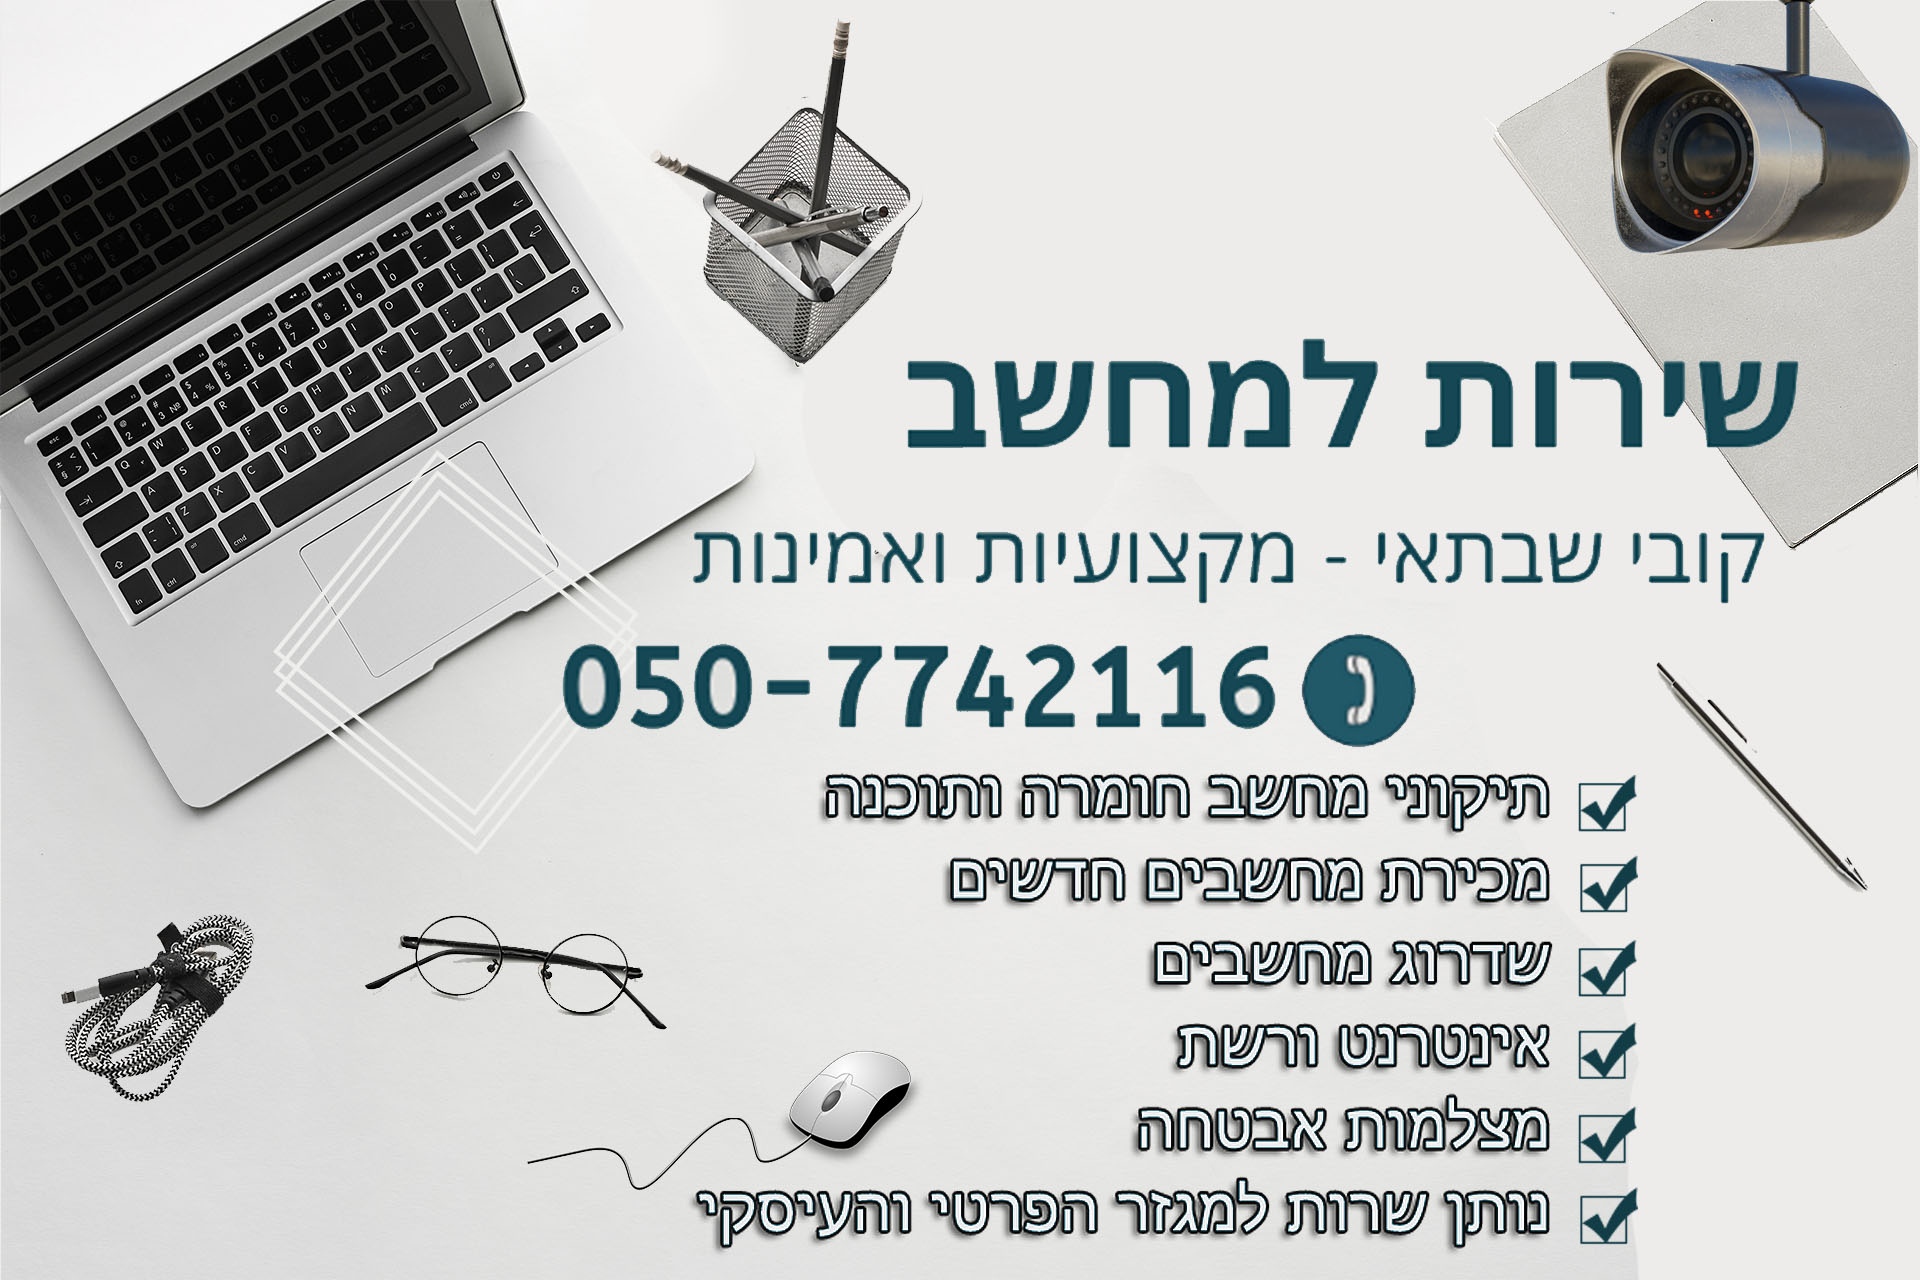 שירות למחשב
קובי שבתאי - מקצועיות ואמינות
050-7742116
תיקוני מחשב חומרה ותוכנה
מכירת מחשבים חדשים
שדרוג מחשבים
אינטרנט ורשת
מצלמות אבטחה
נותן שרות למגזר הפרטי והעיסקי